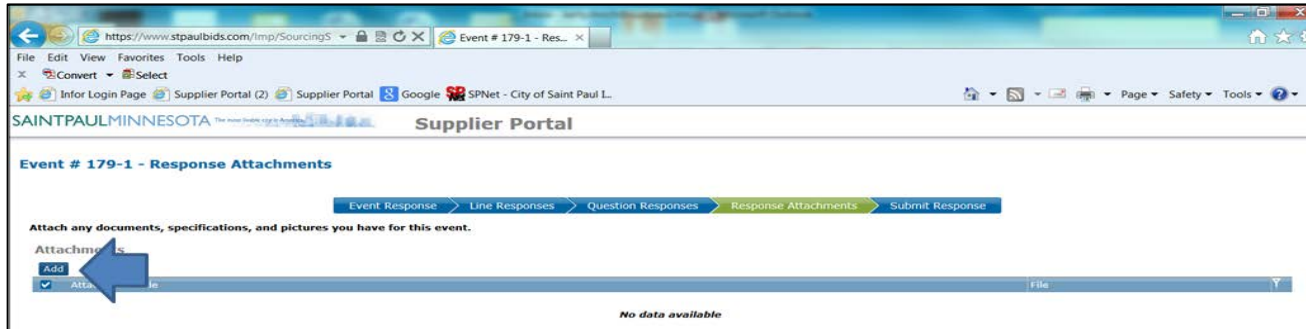 https://www.stpaulbids.com/lmp/SourcingS
Event # 179-1 - Res...
File Edit View Favorites Tools Help
Convert Select
Infor Login Page Supplier Portal (2) Supplier Portal Google SPNet - City of Saint Paul I... Page Safety Tools
SAINTPAULMINNESOTA Supplier Portal
Event # 179-1 - Response Attachments
Event Response Line Responses Question Responses Response Attachments Submit Response
Attach any documents, specifications, and pictures you have for this event.
Add
File
No data available